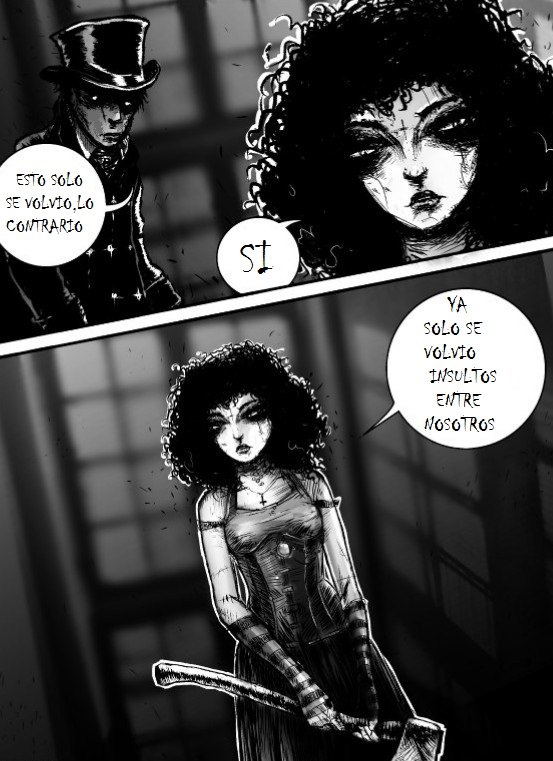 ESTO SOLO
SE VOLVIO,LO
CONTRARIO
SI
YA
SOLO SE
VOLVIO
INSULTOS
ENTRE
NOSOTROS